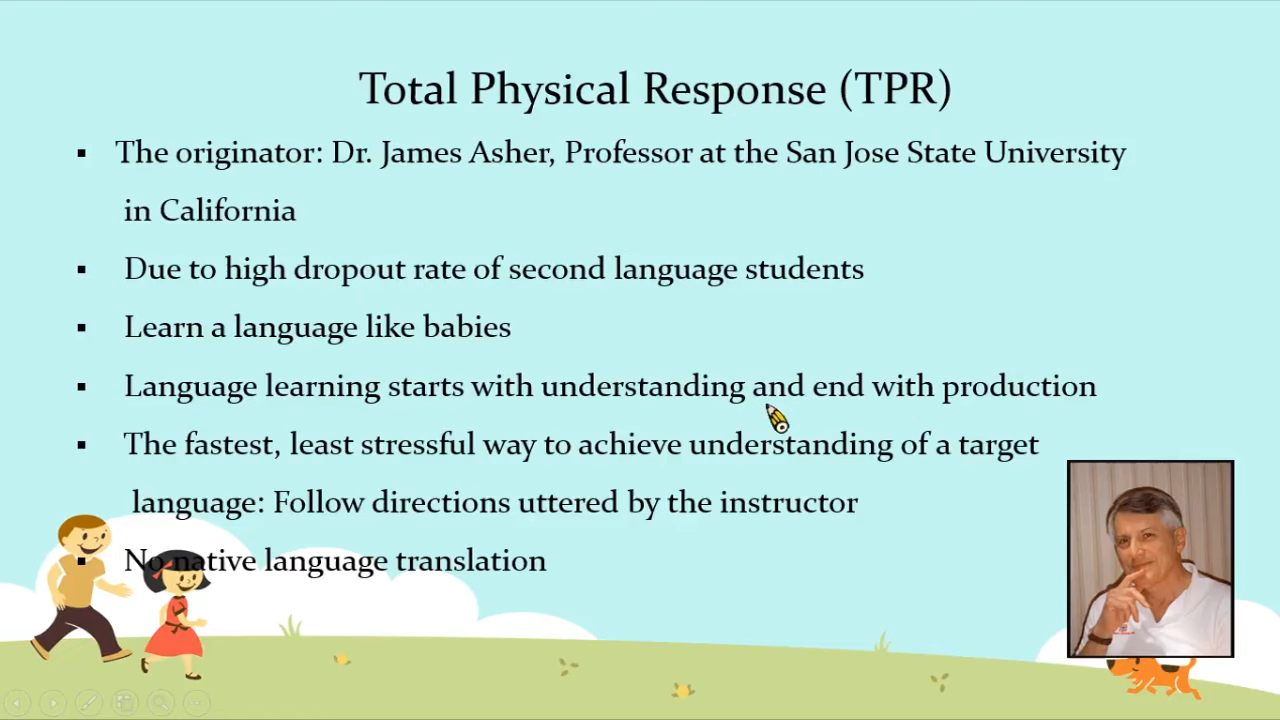 Total Physical Response (TPR)
▪ The originator: Dr. James Asher, Professor at the San Jose State University
in California
▪ Due to high dropout rate of second language students
▪ Learn a language like babies
▪ Language learning starts with understanding and end with production
▪ The fastest, least stressful way to achieve understanding of a target
language: Follow directions uttered by the instructor
▪ No native language translation